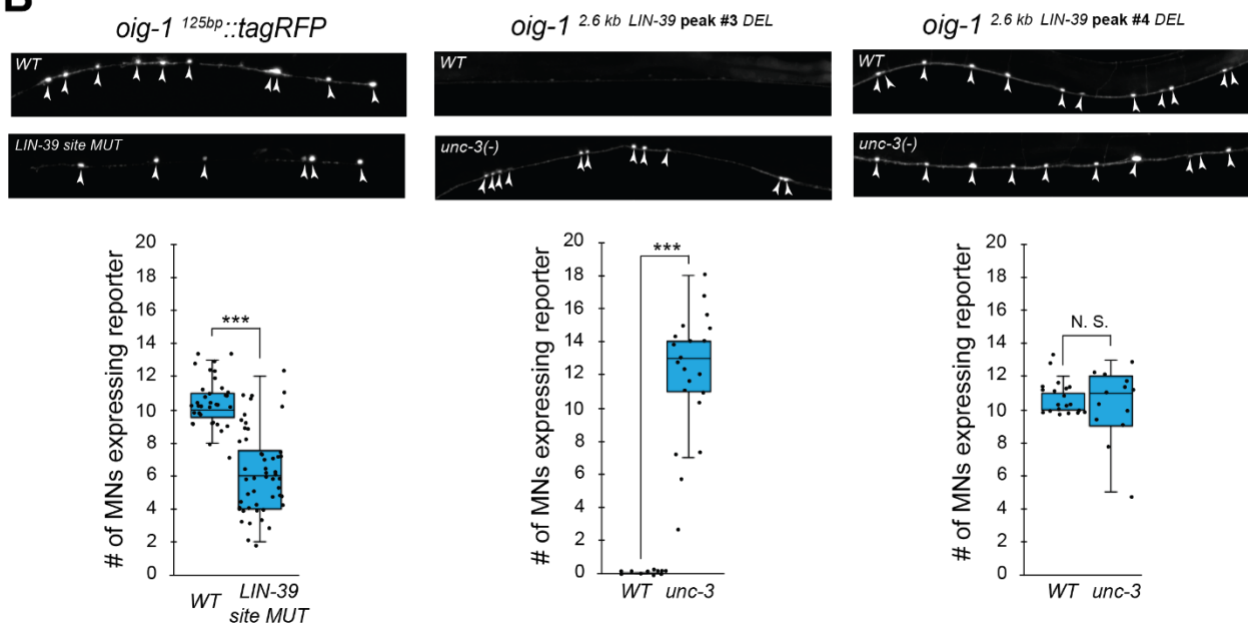 B
oig-1 125bp::tagRFP
WT
LIN-39 site MUT
# of MNs expressing reporter
20
18
16
14
12
10
8
6
4
2
0
***
WT
LIN-39
site MUT
oig-1 2.6 kb LIN-39 peak #3 DEL
WT
unc-3(-)
# of MNs expressing reporter
20
18
16
14
12
10
8
6
4
2
0
***
WT
unc-3
oig-1 2.6 kb LIN-39 peak #4 DEL
WT
unc-3(-)
# of MNs expressing reporter
20
18
16
14
12
10
8
6
4
2
0
N. S.
WT
unc-3